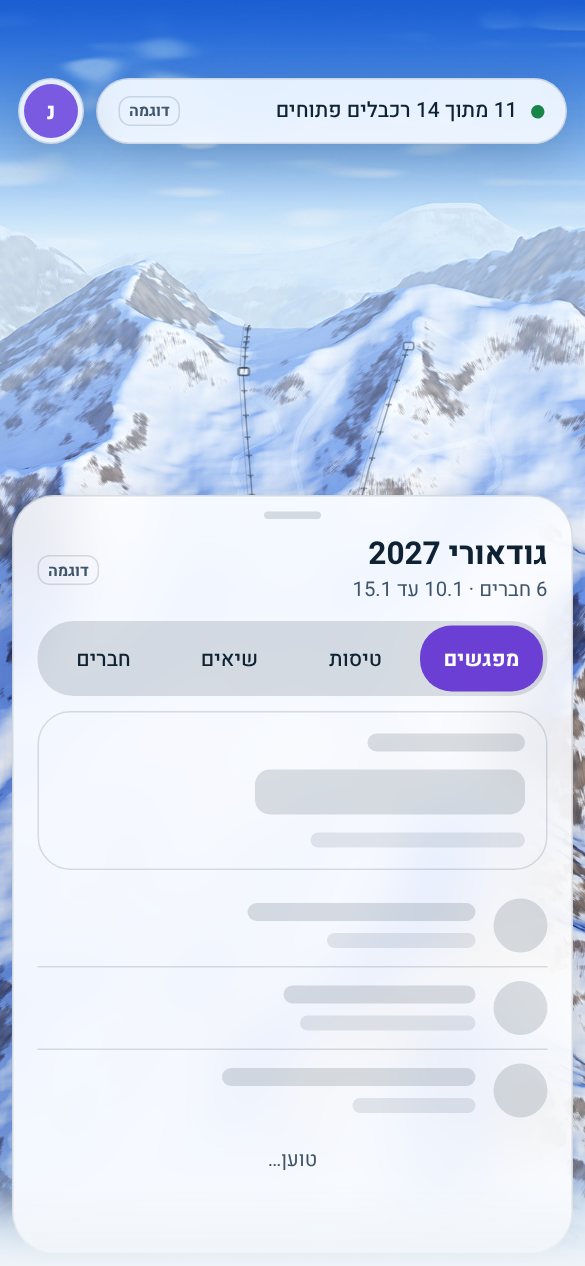 11 מתוך 14 רכבלים פתוחים
דוגמה
נ
גודאורי 2027
6 חברים · 10.1 עד 15.1
דוגמה
מפגשים
טיסות
שיאים
חברים
טוען…